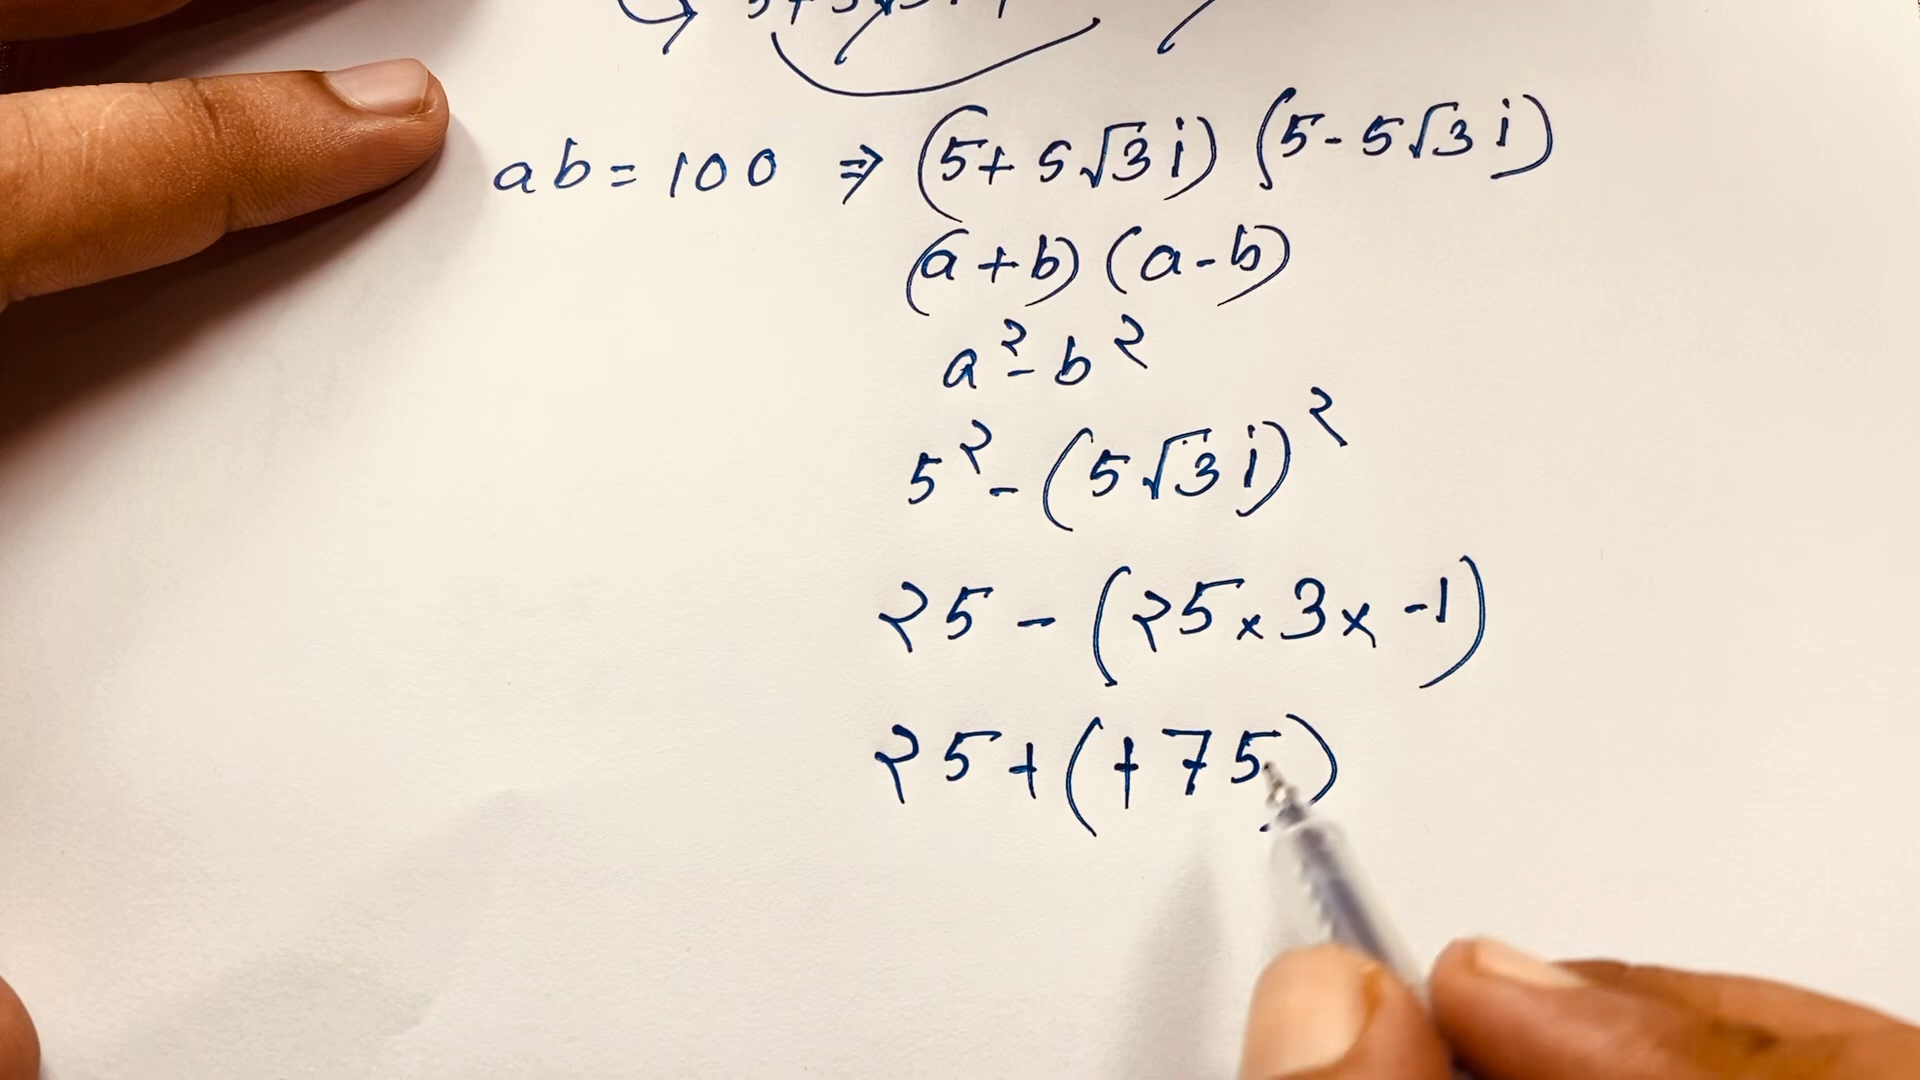 ab = 100 ⇒ (5 + 5√3 i) (5 - 5√3 i)
(a + b) (a - b)
a² - b²
5² - (5√3 i)²
25 - (25 × 3 × -1)
25 + (+75)